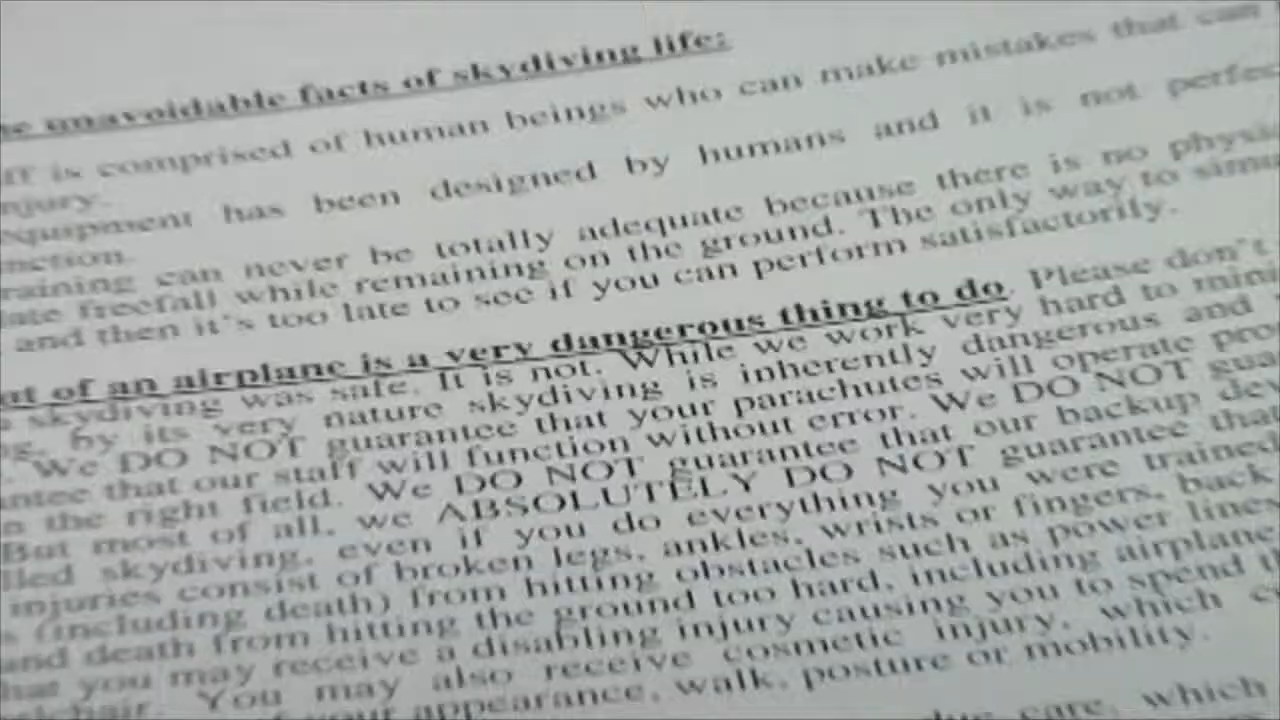 unavoidable facts of skydiving life:
is comprised of human beings who can make mistakes that can
njury.
quipment has been designed by humans and it is not perfec
nction.
raining can never be totally adequate because there is no physic
late freefall while remaining on the ground. The only way to simu
and then it's too late to see if you can perform satisfactorily.
of an airplane is a very dangerous thing to do. Please don"t
skydiving was safe. It is not. While we work very hard to mini
by its very nature skydiving is inherently dangerous and
We DO NOT guarantee that your parachutes will operate pro
antee that our staff will function without error. We DO NOT gua
the right field. We DO NOT guarantee that our backup dev
But most of all, we ABSOLUTELY DO NOT guarantee that
lled skydiving, even if you do everything you were trained
injuries consist of broken legs, ankles, wrists or fingers, back
(including death) from hitting obstacles such as power lines
and death from hitting the ground too hard, including airplane
hat you may receive a disabling injury causing you to spend
lchair. You may also receive cosmetic injury, which
your appearance, walk, posture or mobility.
care, which